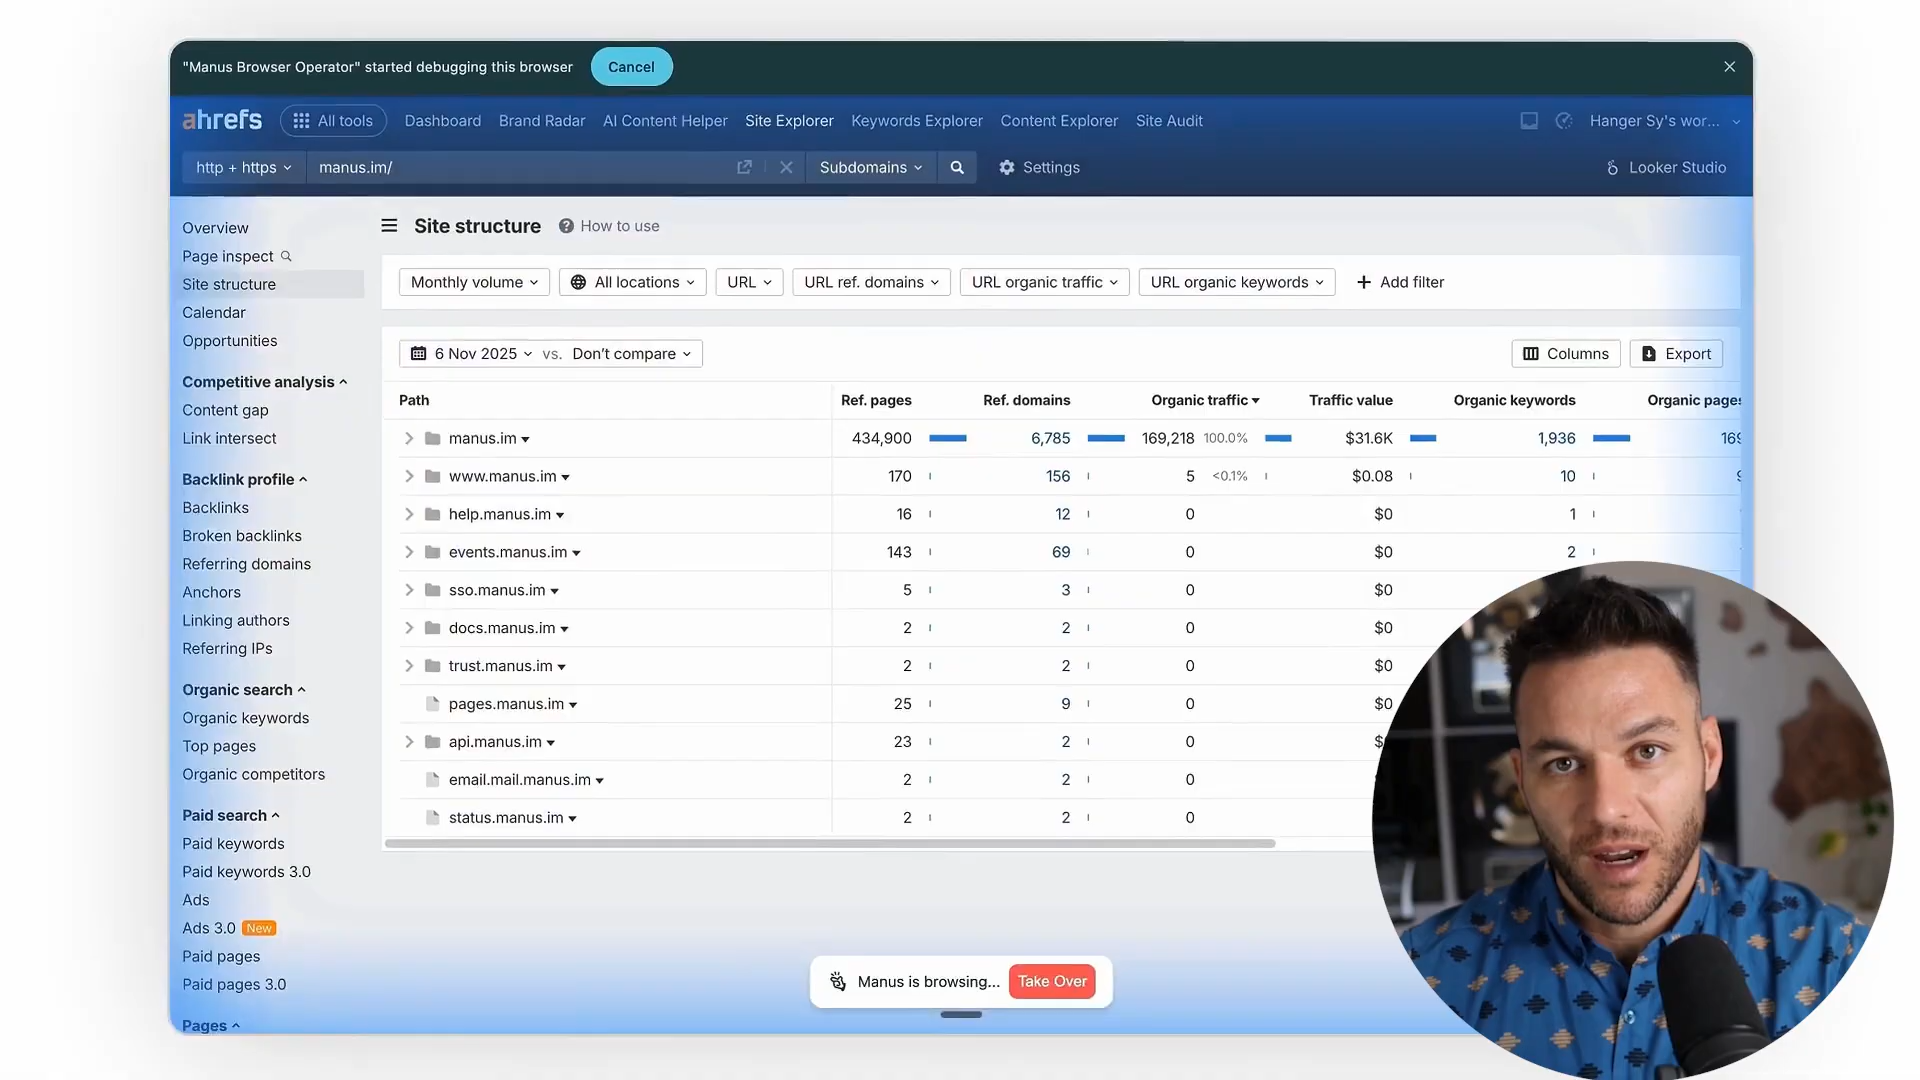 "Manus Browser Operator" started debugging this browser Cancel
ahrefs All tools Dashboard Brand Radar AI Content Helper Site Explorer Keywords Explorer Content Explorer Site Audit Hanger Sy's wor...
http + https manus.im/ Subdomains Settings Looker Studio
Overview
Page inspect
Site structure
Calendar
Opportunities
Competitive analysis
Content gap
Link intersect
Backlink profile
Backlinks
Broken backlinks
Referring domains
Anchors
Linking authors
Referring IPs
Organic search
Organic keywords
Top pages
Organic competitors
Paid search
Paid keywords
Paid keywords 3.0
Ads
Ads 3.0 New
Paid pages
Paid pages 3.0
Pages
Site structure How to use
Monthly volume All locations URL URL ref. domains URL organic traffic URL organic keywords Add filter
6 Nov 2025 vs. Don't compare Columns Export
Path Ref. pages Ref. domains Organic traffic Traffic value Organic keywords Organic pages
manus.im 434,900 6,785 169,218 100.0% $31.6K 1,936 169
www.manus.im 170 156 5 <0.1% $0.08 10
help.manus.im 16 12 0 $0 1
events.manus.im 143 69 0 $0 2
sso.manus.im 5 3 0 $0
docs.manus.im 2 2 0 $0
trust.manus.im 2 2 0 $0
pages.manus.im 25 9 0 $0
api.manus.im 23 2 0
email.mail.manus.im 2 2 0
status.manus.im 2 2 0
Manus is browsing... Take Over